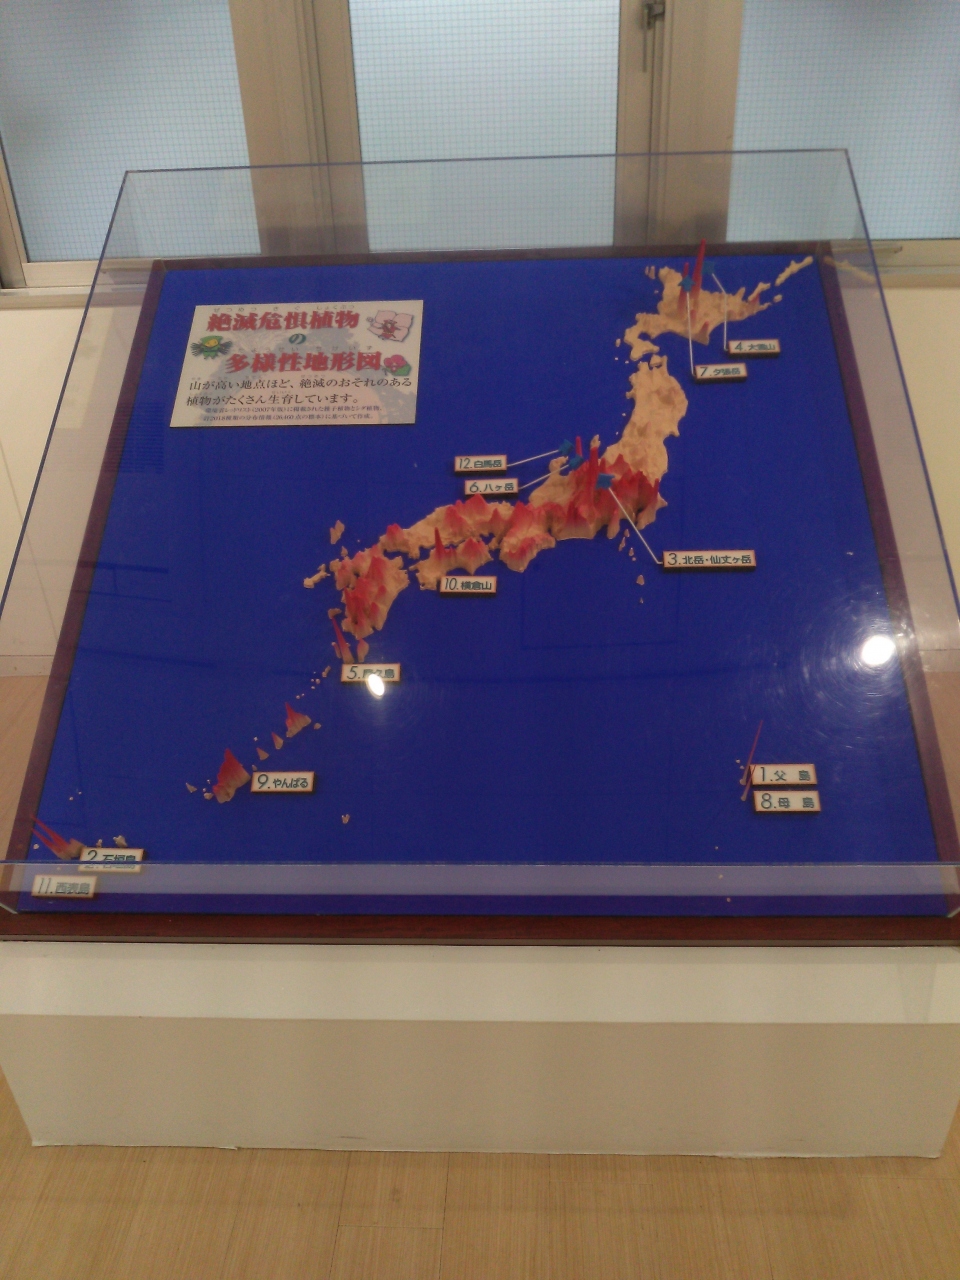 絶滅危惧植物
の
多様性地形図
山が高い地点ほど、絶滅のおそれのある
植物がたくさん生育しています。
4.大雪山
7.夕張岳
12.白馬岳
6.八ヶ岳
3.北岳・仙丈ヶ岳
10.横倉山
5.屋久島
9.やんばる
1.父 島
8.母 島
2.石垣島
11.西表島